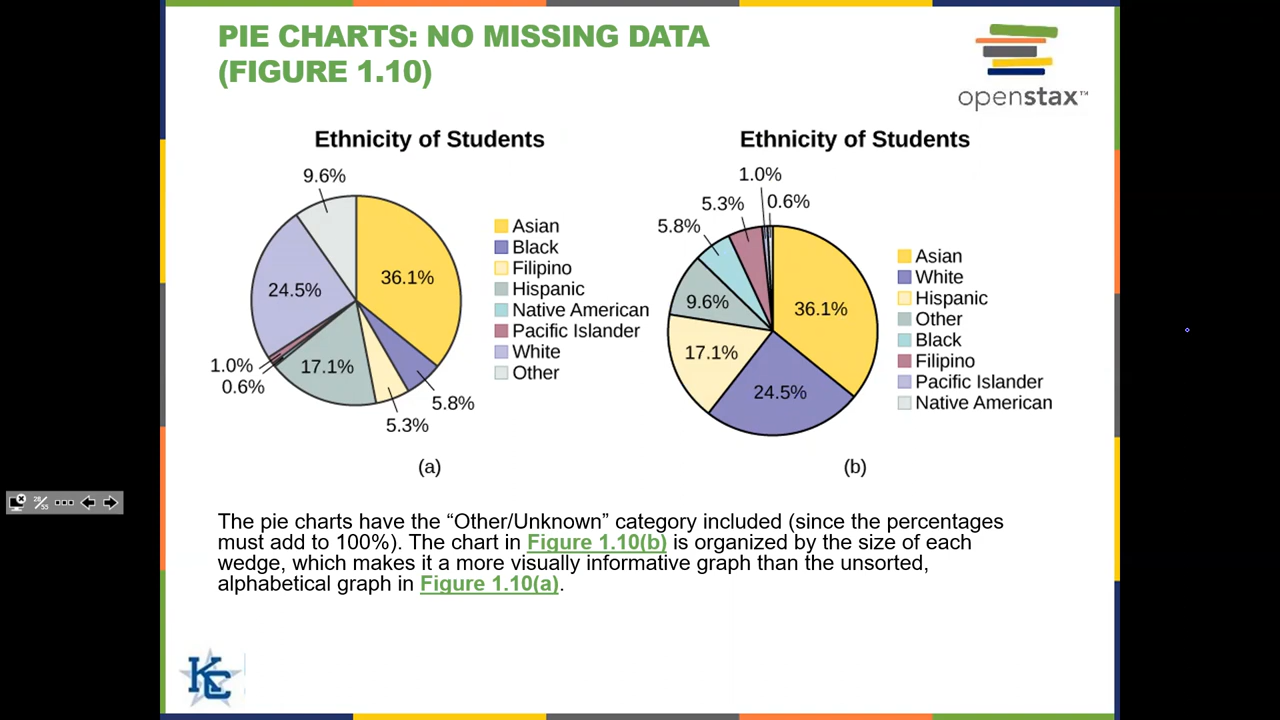 PIE CHARTS: NO MISSING DATA
(FIGURE 1.10)
openstax™
Ethnicity of Students
9.6%
36.1%
24.5%
1.0%
0.6%
17.1%
5.3%
5.8%
Asian
Black
Filipino
Hispanic
Native American
Pacific Islander
White
Other
(a)
Ethnicity of Students
1.0%
0.6%
5.3%
5.8%
9.6%
36.1%
17.1%
24.5%
Asian
White
Hispanic
Other
Black
Filipino
Pacific Islander
Native American
(b)
28/53
The pie charts have the “Other/Unknown” category included (since the percentages
must add to 100%). The chart in Figure 1.10(b) is organized by the size of each
wedge, which makes it a more visually informative graph than the unsorted,
alphabetical graph in Figure 1.10(a).
KC